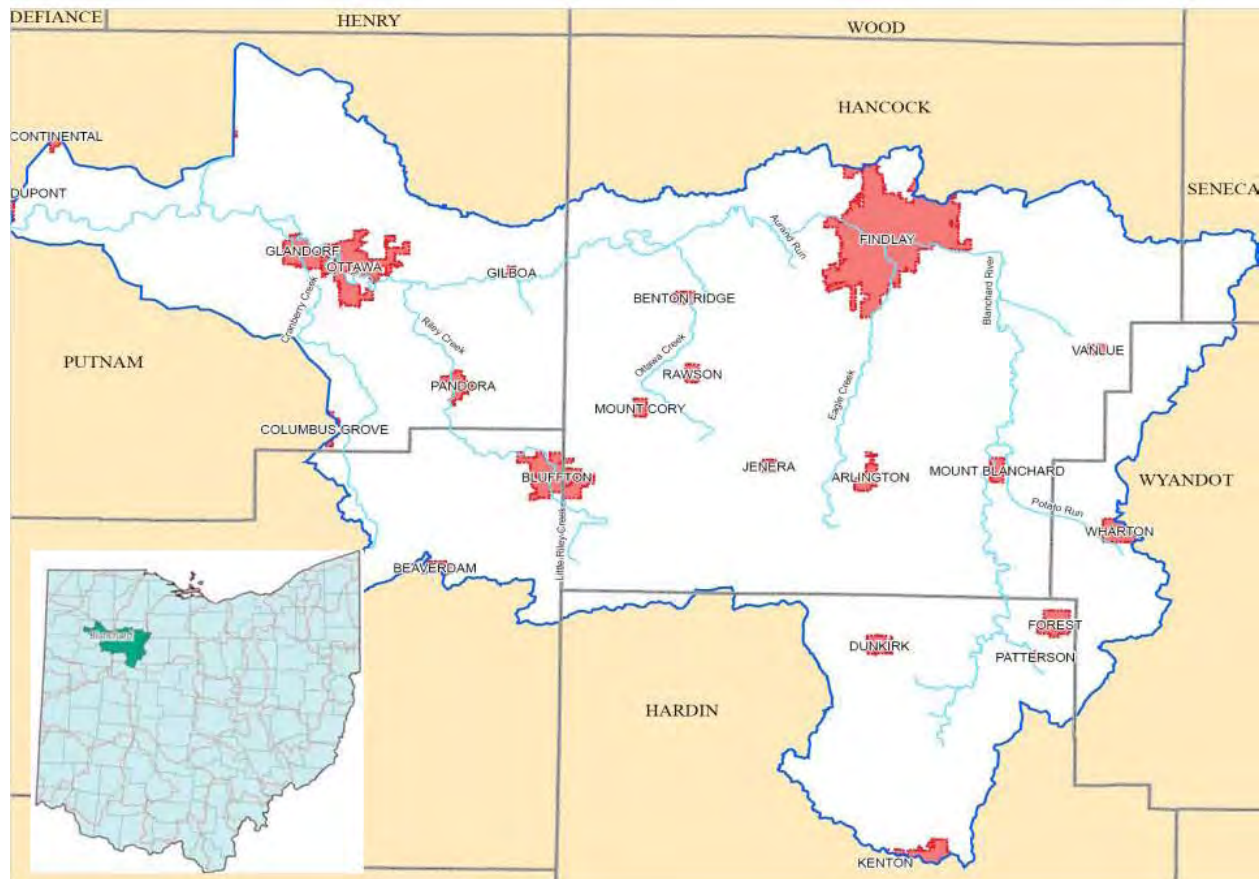 DEFIANCE
HENRY
WOOD
HANCOCK
CONTINENTAL
SENECA
DUPONT
Aurand Run
GLANDORF
FINDLAY
OTTAWA
GILBOA
Blanchard River
BENTON RIDGE
Cranberry Creek
Riley Creek
Ottawa Creek
VANLUE
PUTNAM
RAWSON
PANDORA
Eagle Creek
MOUNT CORY
COLUMBUS GROVE
JENERA
BLUFFTON
ARLINGTON
MOUNT BLANCHARD
WYANDOT
Potato Run
WHARTON
Little Riley Creek
BEAVERDAM
FOREST
Blanchard
DUNKIRK
PATTERSON
HARDIN
KENTON